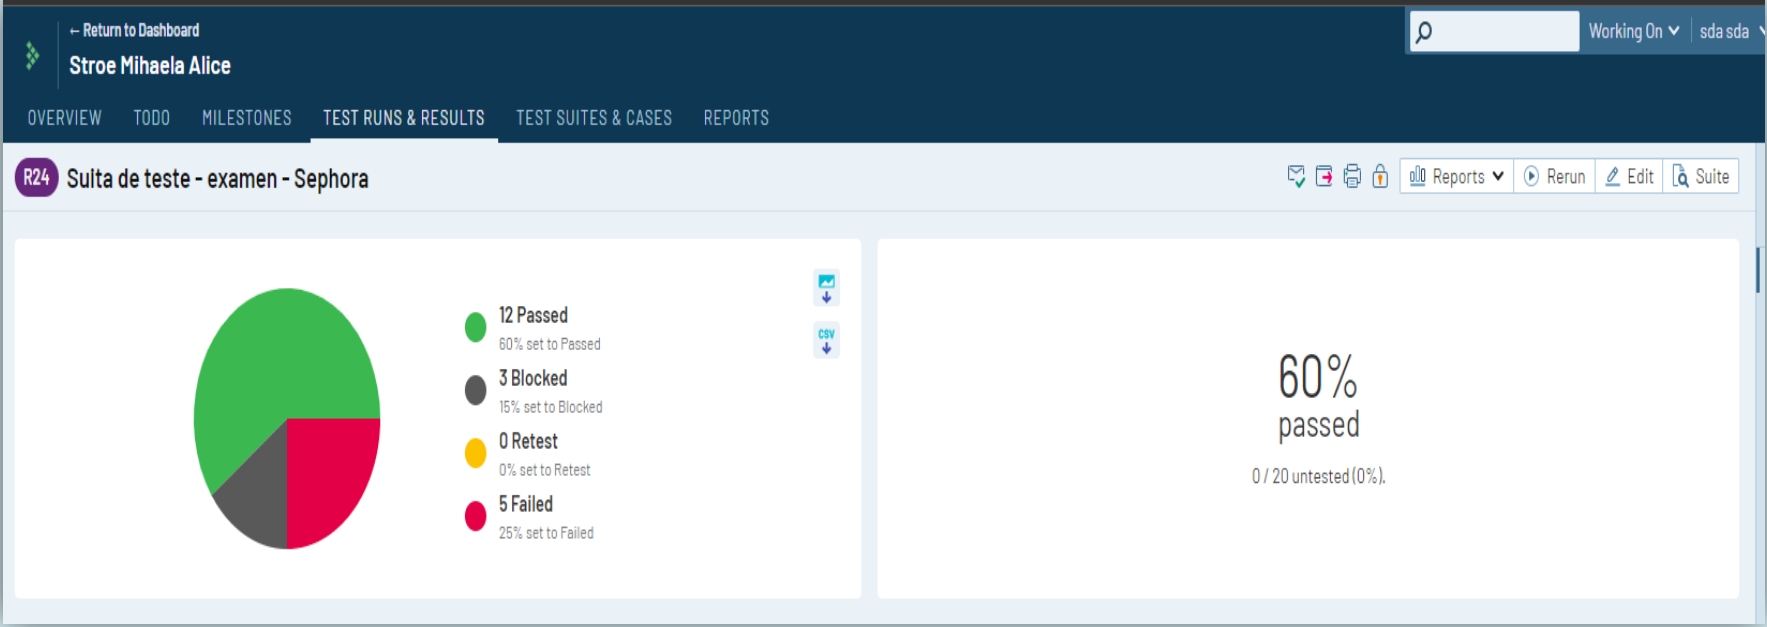 ← Return to Dashboard
Stroe Mihaela Alice
Working On
sda sda
OVERVIEW TODO MILESTONES TEST RUNS & RESULTS TEST SUITES & CASES REPORTS
R24 Suita de teste - examen - Sephora
Reports Rerun Edit Suite
12 Passed
60% set to Passed
3 Blocked
15% set to Blocked
0 Retest
0% set to Retest
5 Failed
25% set to Failed
CSV
60%
passed
0 / 20 untested (0%).